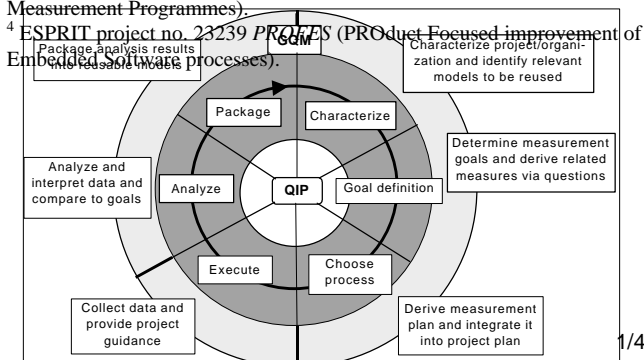 Measurement Programmes).
⁴ ESPRIT project no. 23239 PROFES (PROduct Focused improvement of
Embedded Software processes).
GQM
Package analysis results
into reusable models
Characterize project/organi-
zation and identify relevant
models to be reused
Package
Characterize
Determine measurement
goals and derive related
measures via questions
Analyze and
interpret data and
compare to goals
Analyze
QIP
Goal definition
Execute
Choose
process
Collect data and
provide project
guidance
Derive measurement
plan and integrate it
into project plan
1/4